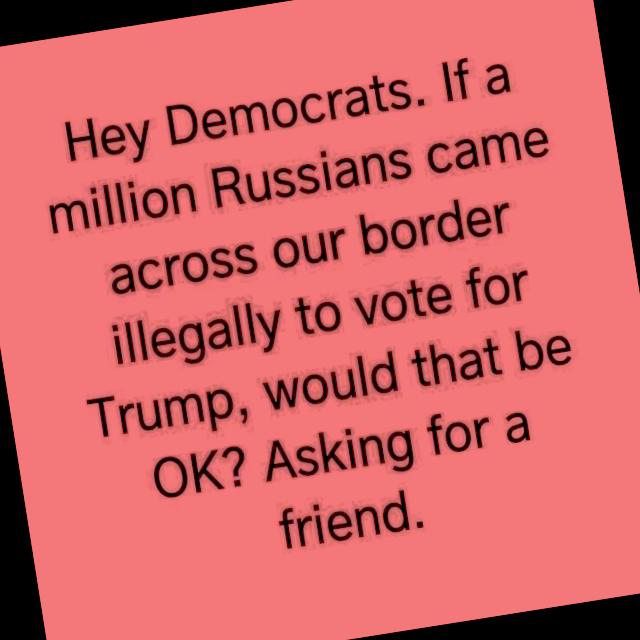 Hey Democrats. If a
million Russians came
across our border
illegally to vote for
Trump, would that be
OK? Asking for a
friend.